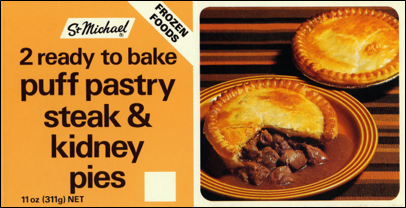 St Michael
®
FROZEN
FOODS
2 ready to bake
puff pastry
steak &
kidney
pies
11 oz (311g) NET